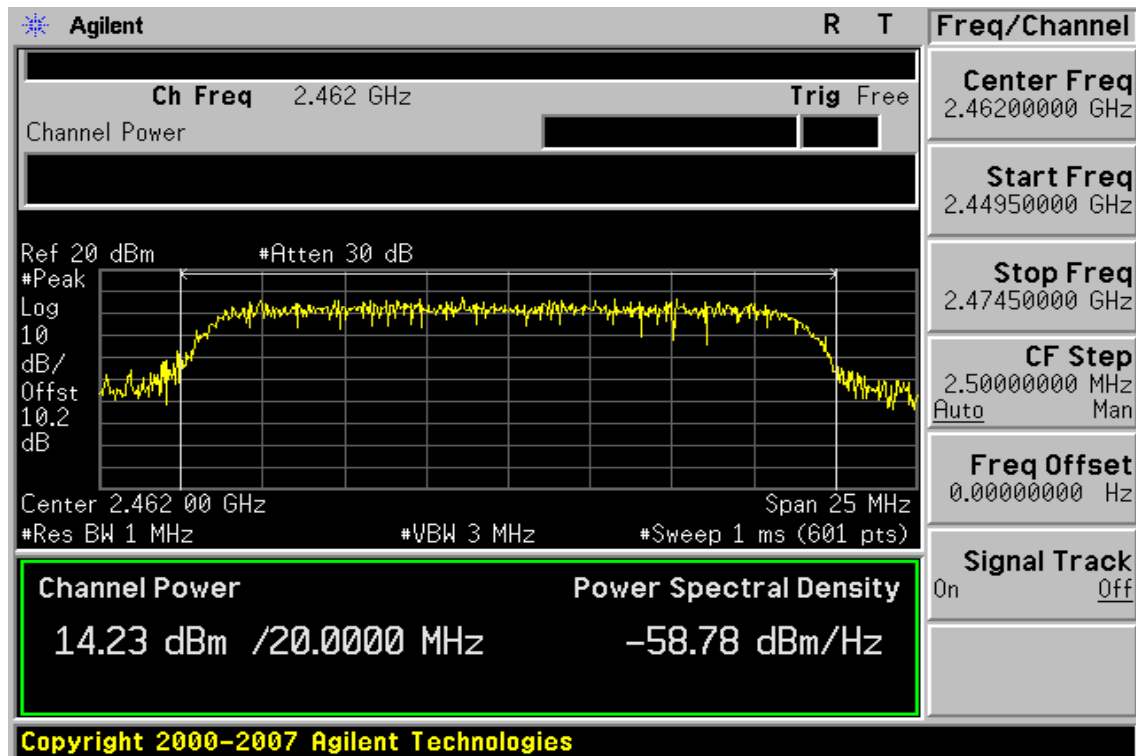 Agilent R T
Freq/Channel
Ch Freq 2.462 GHz Trig Free
Channel Power
Ref 20 dBm #Atten 30 dB
#Peak
Log
10
dB/
Offst
10.2
dB
Center 2.462 00 GHz Span 25 MHz
#Res BW 1 MHz #VBW 3 MHz #Sweep 1 ms (601 pts)
Channel Power Power Spectral Density
14.23 dBm /20.0000 MHz -58.78 dBm/Hz
Copyright 2000-2007 Agilent Technologies
Center Freq
2.46200000 GHz
Start Freq
2.44950000 GHz
Stop Freq
2.47450000 GHz
CF Step
2.50000000 MHz
Auto Man
Freq Offset
0.00000000 Hz
Signal Track
On Off